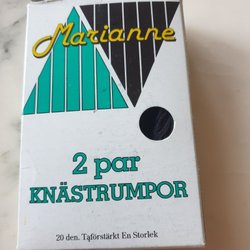 Marianne
2 par
KNÄSTRUMPOR
20 den. Tåförstärkt En Storlek